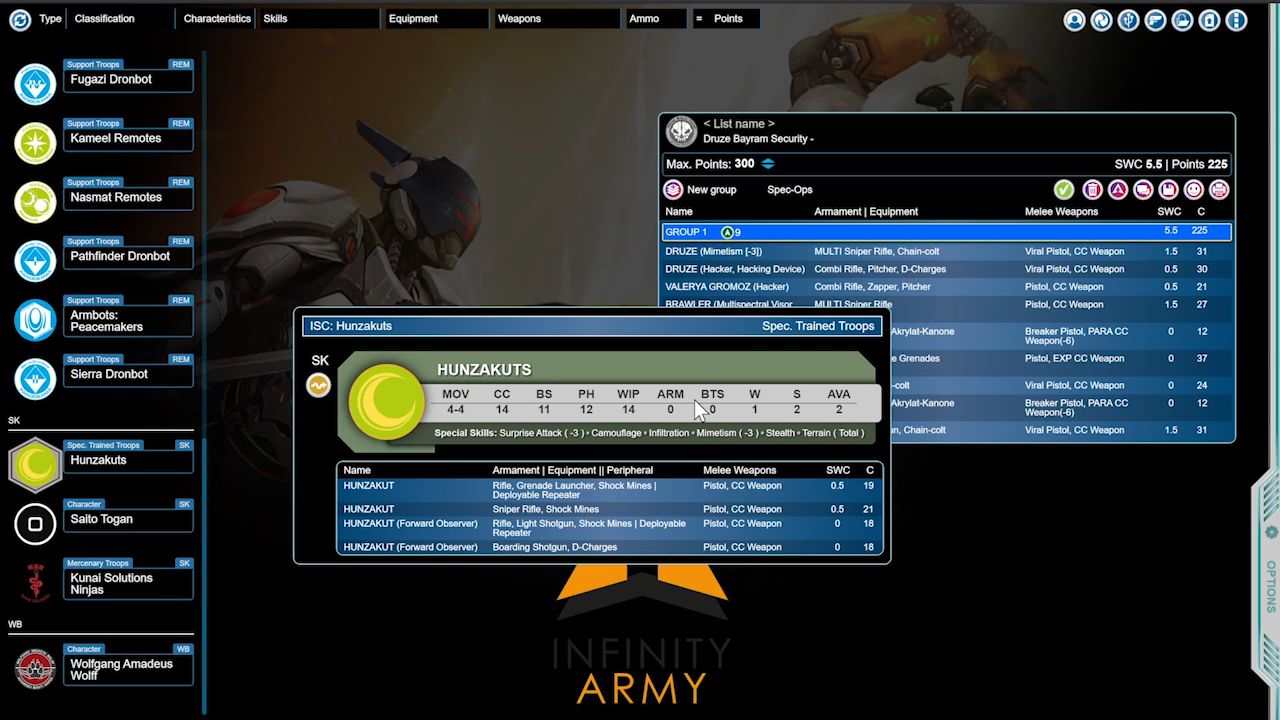 Type Classification Characteristics Skills Equipment Weapons Ammo = Points
Support Troops REM
Fugazi Dronbot
Support Troops REM
Kameel Remotes
Support Troops REM
Nasmat Remotes
Support Troops REM
Pathfinder Dronbot
Support Troops REM
Armbots:
Peacemakers
Support Troops REM
Sierra Dronbot
SK
Spec. Trained Troops SK
Hunzakuts
Character SK
Saito Togan
Mercenary Troops SK
Kunai Solutions
Ninjas
WB
Character WB
Wolfgang Amadeus
Wolff
< List name >
Druze Bayram Security -
Max. Points: 300 SWC 5.5 | Points 225
New group Spec-Ops
Name Armament | Equipment Melee Weapons SWC C
GROUP 1 A 9 5.5 225
DRUZE (Mimetism [-3]) MULTI Sniper Rifle, Chain-colt Viral Pistol, CC Weapon 1.5 31
DRUZE (Hacker, Hacking Device) Combi Rifle, Pitcher, D-Charges Viral Pistol, CC Weapon 0 30
VALERYA GROMOZ (Hacker) Combi Rifle, Zapper, Pitcher Pistol, CC Weapon 0.5 21
BRAWLER (Multispectral Visor MULTI Sniper Rifle Pistol, CC Weapon 1.5 27
Akrylat-Kanone Breaker Pistol, PARA CC
Weapon(-6) 0 12
Grenades Pistol, EXP CC Weapon 0 37
-colt Viral Pistol, CC Weapon 0 24
Akrylat-Kanone Breaker Pistol, PARA CC
Weapon(-6) 0 12
n, Chain-colt Viral Pistol, CC Weapon 1.5 31
ISC: Hunzakuts Spec. Trained Troops
SK
HUNZAKUTS
MOV CC BS PH WIP ARM BTS W S AVA
4-4 14 11 12 14 0 0 1 2 2
Special Skills: Surprise Attack ( -3 ) • Camouflage • Infiltration • Mimetism ( -3 ) • Stealth • Terrain ( Total )
Name Armament | Equipment || Peripheral Melee Weapons SWC C
HUNZAKUT Rifle, Grenade Launcher, Shock Mines | Pistol, CC Weapon 0.5 19
Deployable Repeater
HUNZAKUT Sniper Rifle, Shock Mines Pistol, CC Weapon 0.5 21
HUNZAKUT (Forward Observer) Rifle, Light Shotgun, Shock Mines | Deployable Pistol, CC Weapon 0 18
Repeater
HUNZAKUT (Forward Observer) Boarding Shotgun, D-Charges Pistol, CC Weapon 0 18
OPTIONS
INFINITY
ARMY